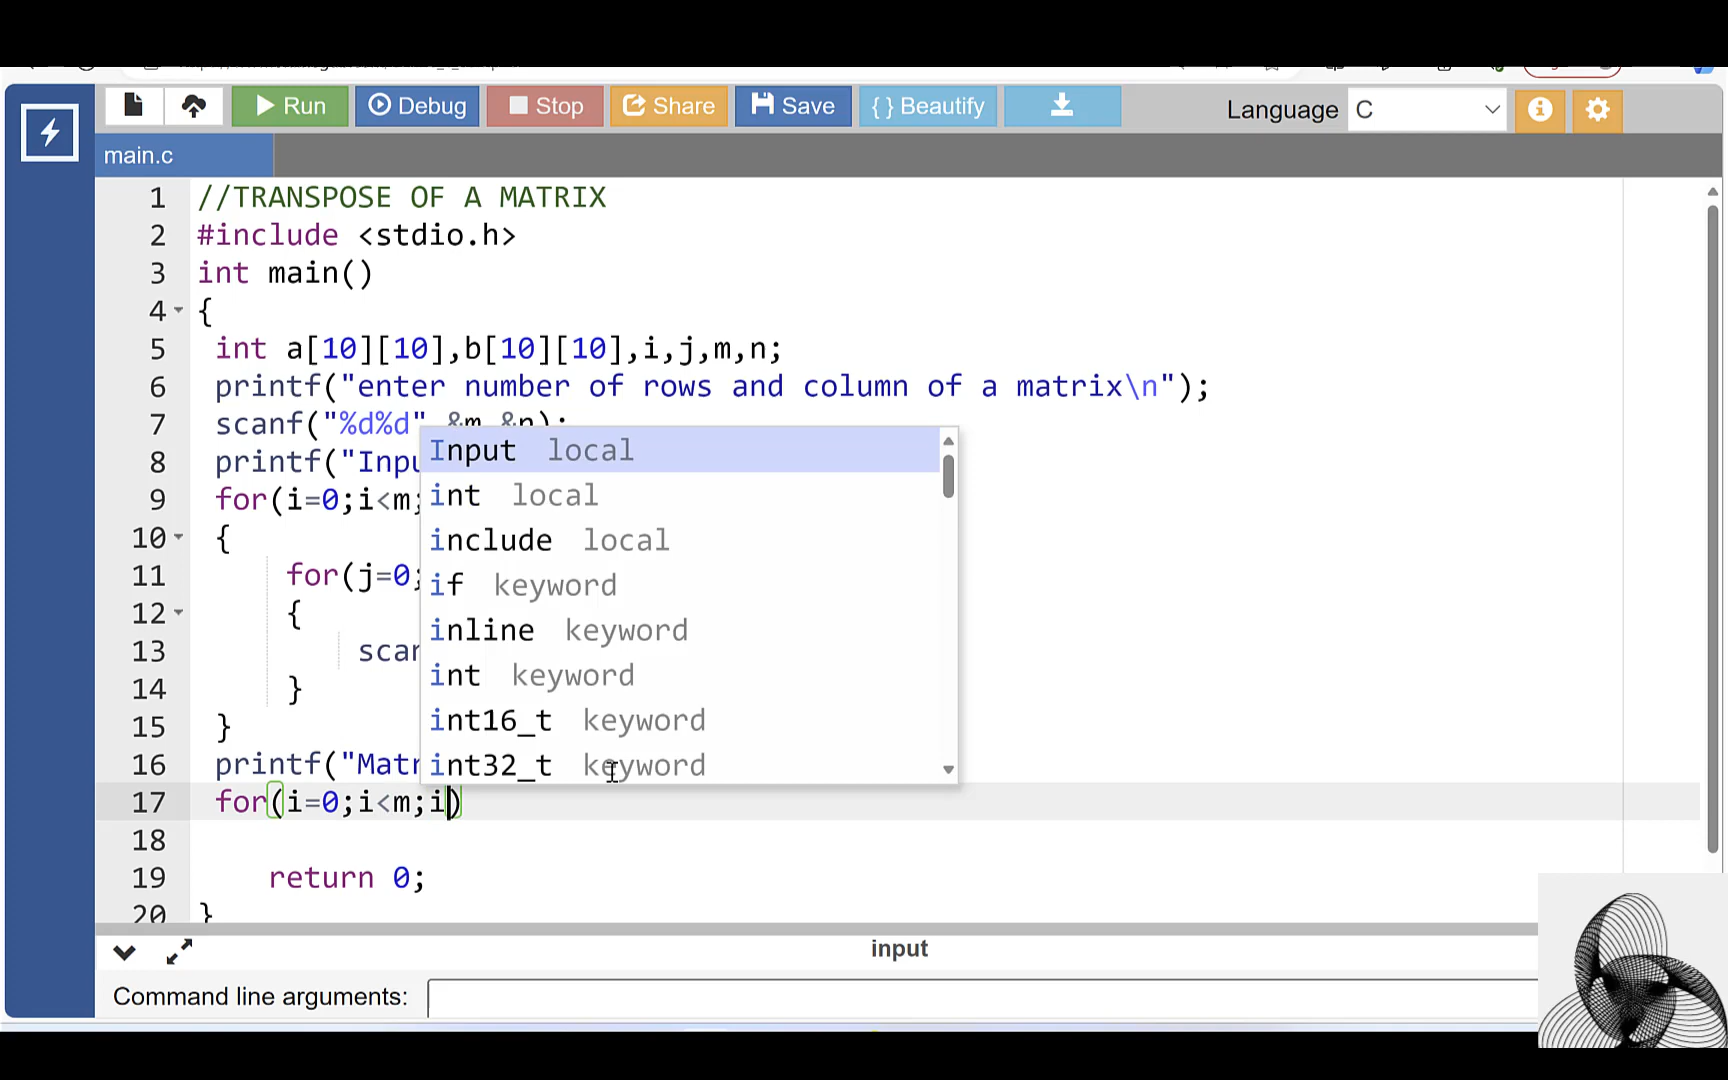 Run Debug Stop Share Save { } Beautify Language C
main.c
1 //TRANSPOSE OF A MATRIX
2 #include <stdio.h>
3 int main()
4 {
5 int a[10][10],b[10][10],i,j,m,n;
6 printf("enter number of rows and column of a matrix\n");
7 scanf("%d%d" &m &n);
8 printf("Inpu
9 for(i=0;i<m;
10 {
11 for(j=0;
12 {
13 scan
14 }
15 }
16 printf("Matr
17 for(i=0;i<m;i)
18
19 return 0;
20 }
Input local
int local
include local
if keyword
inline keyword
int keyword
int16_t keyword
int32_t keyword
input
Command line arguments: